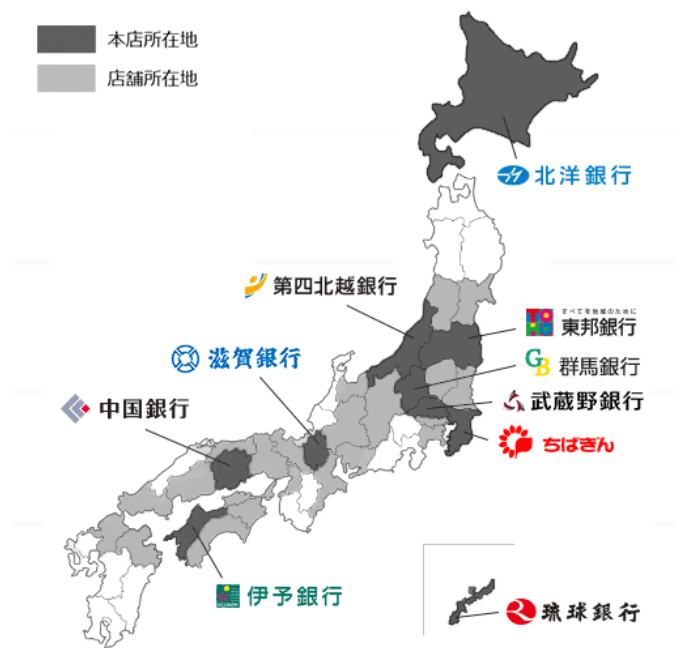 本店所在地
店舗所在地
北洋銀行
第四北越銀行
すべてを地域のために
東邦銀行
滋賀銀行
GB 群馬銀行
中国銀行
武蔵野銀行
ちばぎん
伊予銀行
琉球銀行